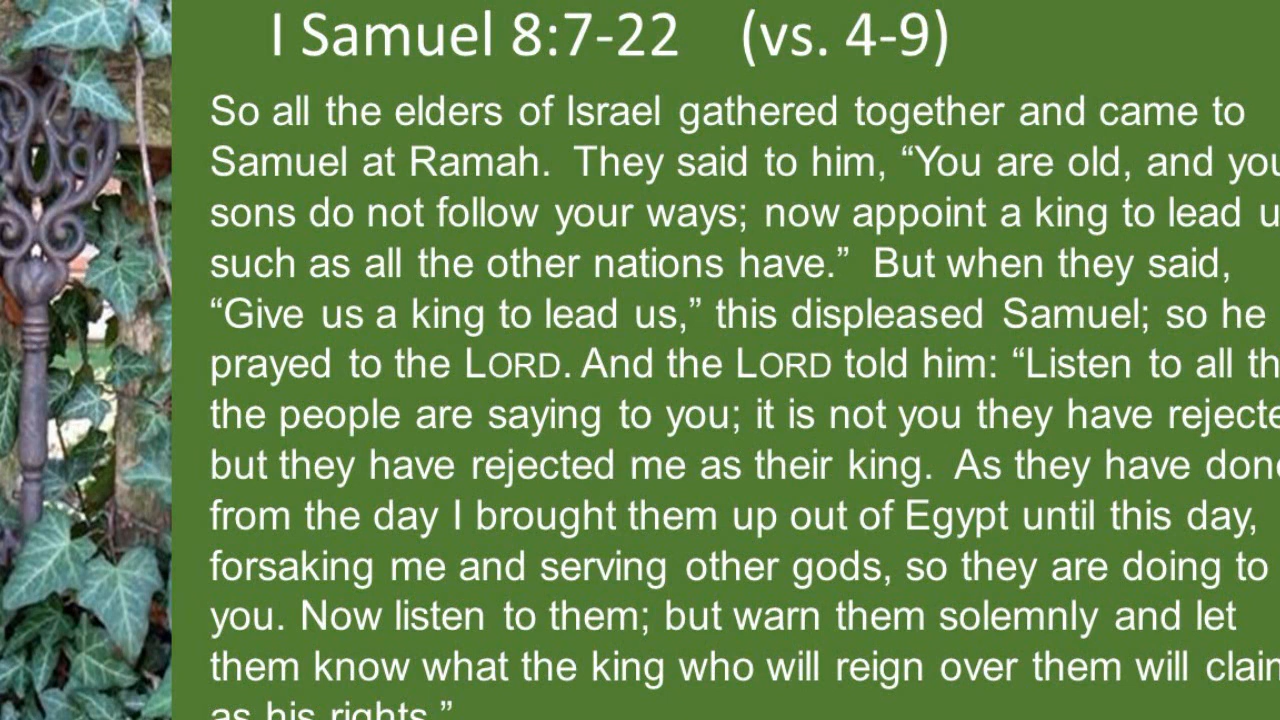 I Samuel 8:7-22 (vs. 4-9)
So all the elders of Israel gathered together and came to
Samuel at Ramah. They said to him, “You are old, and you
sons do not follow your ways; now appoint a king to lead u
such as all the other nations have.” But when they said,
“Give us a king to lead us,” this displeased Samuel; so he
prayed to the LORD. And the LORD told him: “Listen to all th
the people are saying to you; it is not you they have rejecte
but they have rejected me as their king. As they have done
from the day I brought them up out of Egypt until this day,
forsaking me and serving other gods, so they are doing to
you. Now listen to them; but warn them solemnly and let
them know what the king who will reign over them will claim
as his rights.”